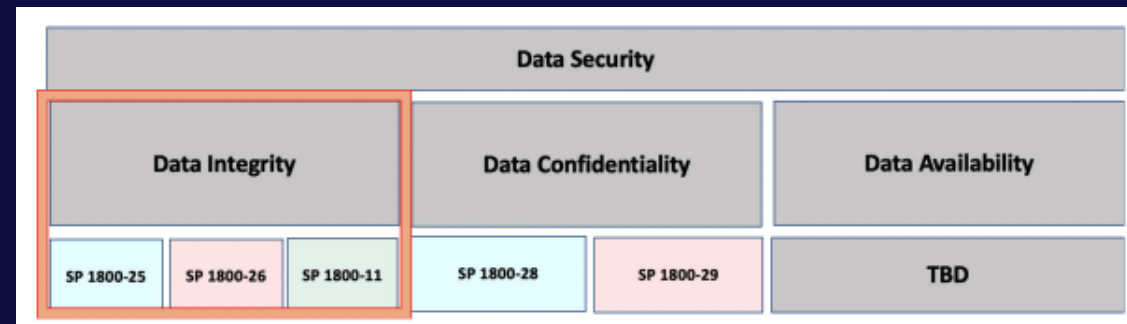 Data Security
Data Integrity
Data Confidentiality
Data Availability
SP 1800-25
SP 1800-26
SP 1800-11
SP 1800-28
SP 1800-29
TBD